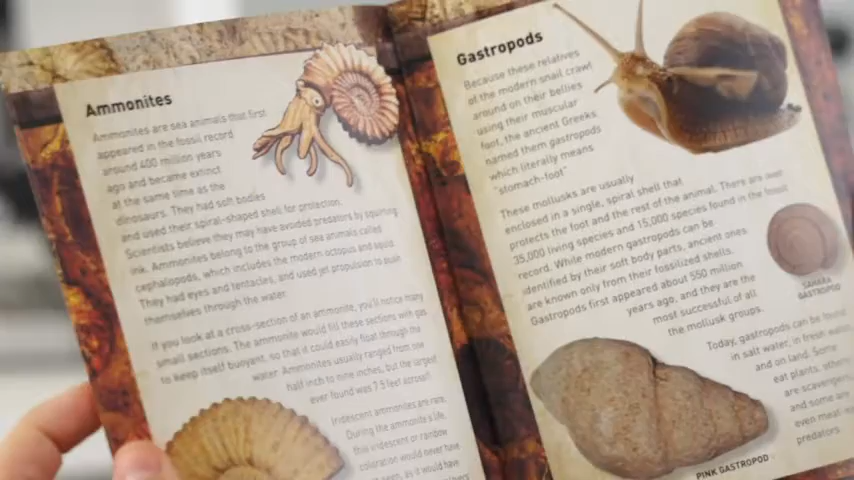 Ammonites
Ammonites are sea animals that first
appeared in the fossil record
around 400 million years
ago and became extinct
at the same time as the
dinosaurs. They had soft bodies
and used their spiral-shaped shell for protection.
Scientists believe they may have avoided predators by squirting
ink. Ammonites belong to the group of sea animals called
cephalopods, which includes the modern octopus and squid.
They had eyes and tentacles, and used jet propulsion to push
themselves through the water.
If you look at a cross-section of an ammonite, you'll notice many
small sections. The ammonite would fill these sections with gas
to keep itself buoyant, so that it could easily float through the
water. Ammonites usually ranged from one
half inch to nine inches, but the largest
ever found was 7.5 feet across!
Iridescent ammonites are rare.
During the ammonite's life,
this iridescent or rainbow
coloration would never have
been seen, as it would have
Gastropods
Because these relatives
of the modern snail crawl
around on their bellies
using their muscular
foot, the ancient Greeks
named them gastropods
which literally means
"stomach-foot"
These mollusks are usually
enclosed in a single, spiral shell that
protects the foot and the rest of the animal. There are over
35,000 living species and 15,000 species found in the fossil
record. While modern gastropods can be
identified by their soft body parts, ancient ones
are known only from their fossilized shells.
Gastropods first appeared about 550 million
years ago, and they are the
most successful of all
the mollusk groups.
SAHARA
GASTROPOD
Today, gastropods can be found
in salt water, in fresh water
and on land. Some
eat plants, others
are scavengers,
and some are
even meat-eating
predators.
PINK GASTROPOD